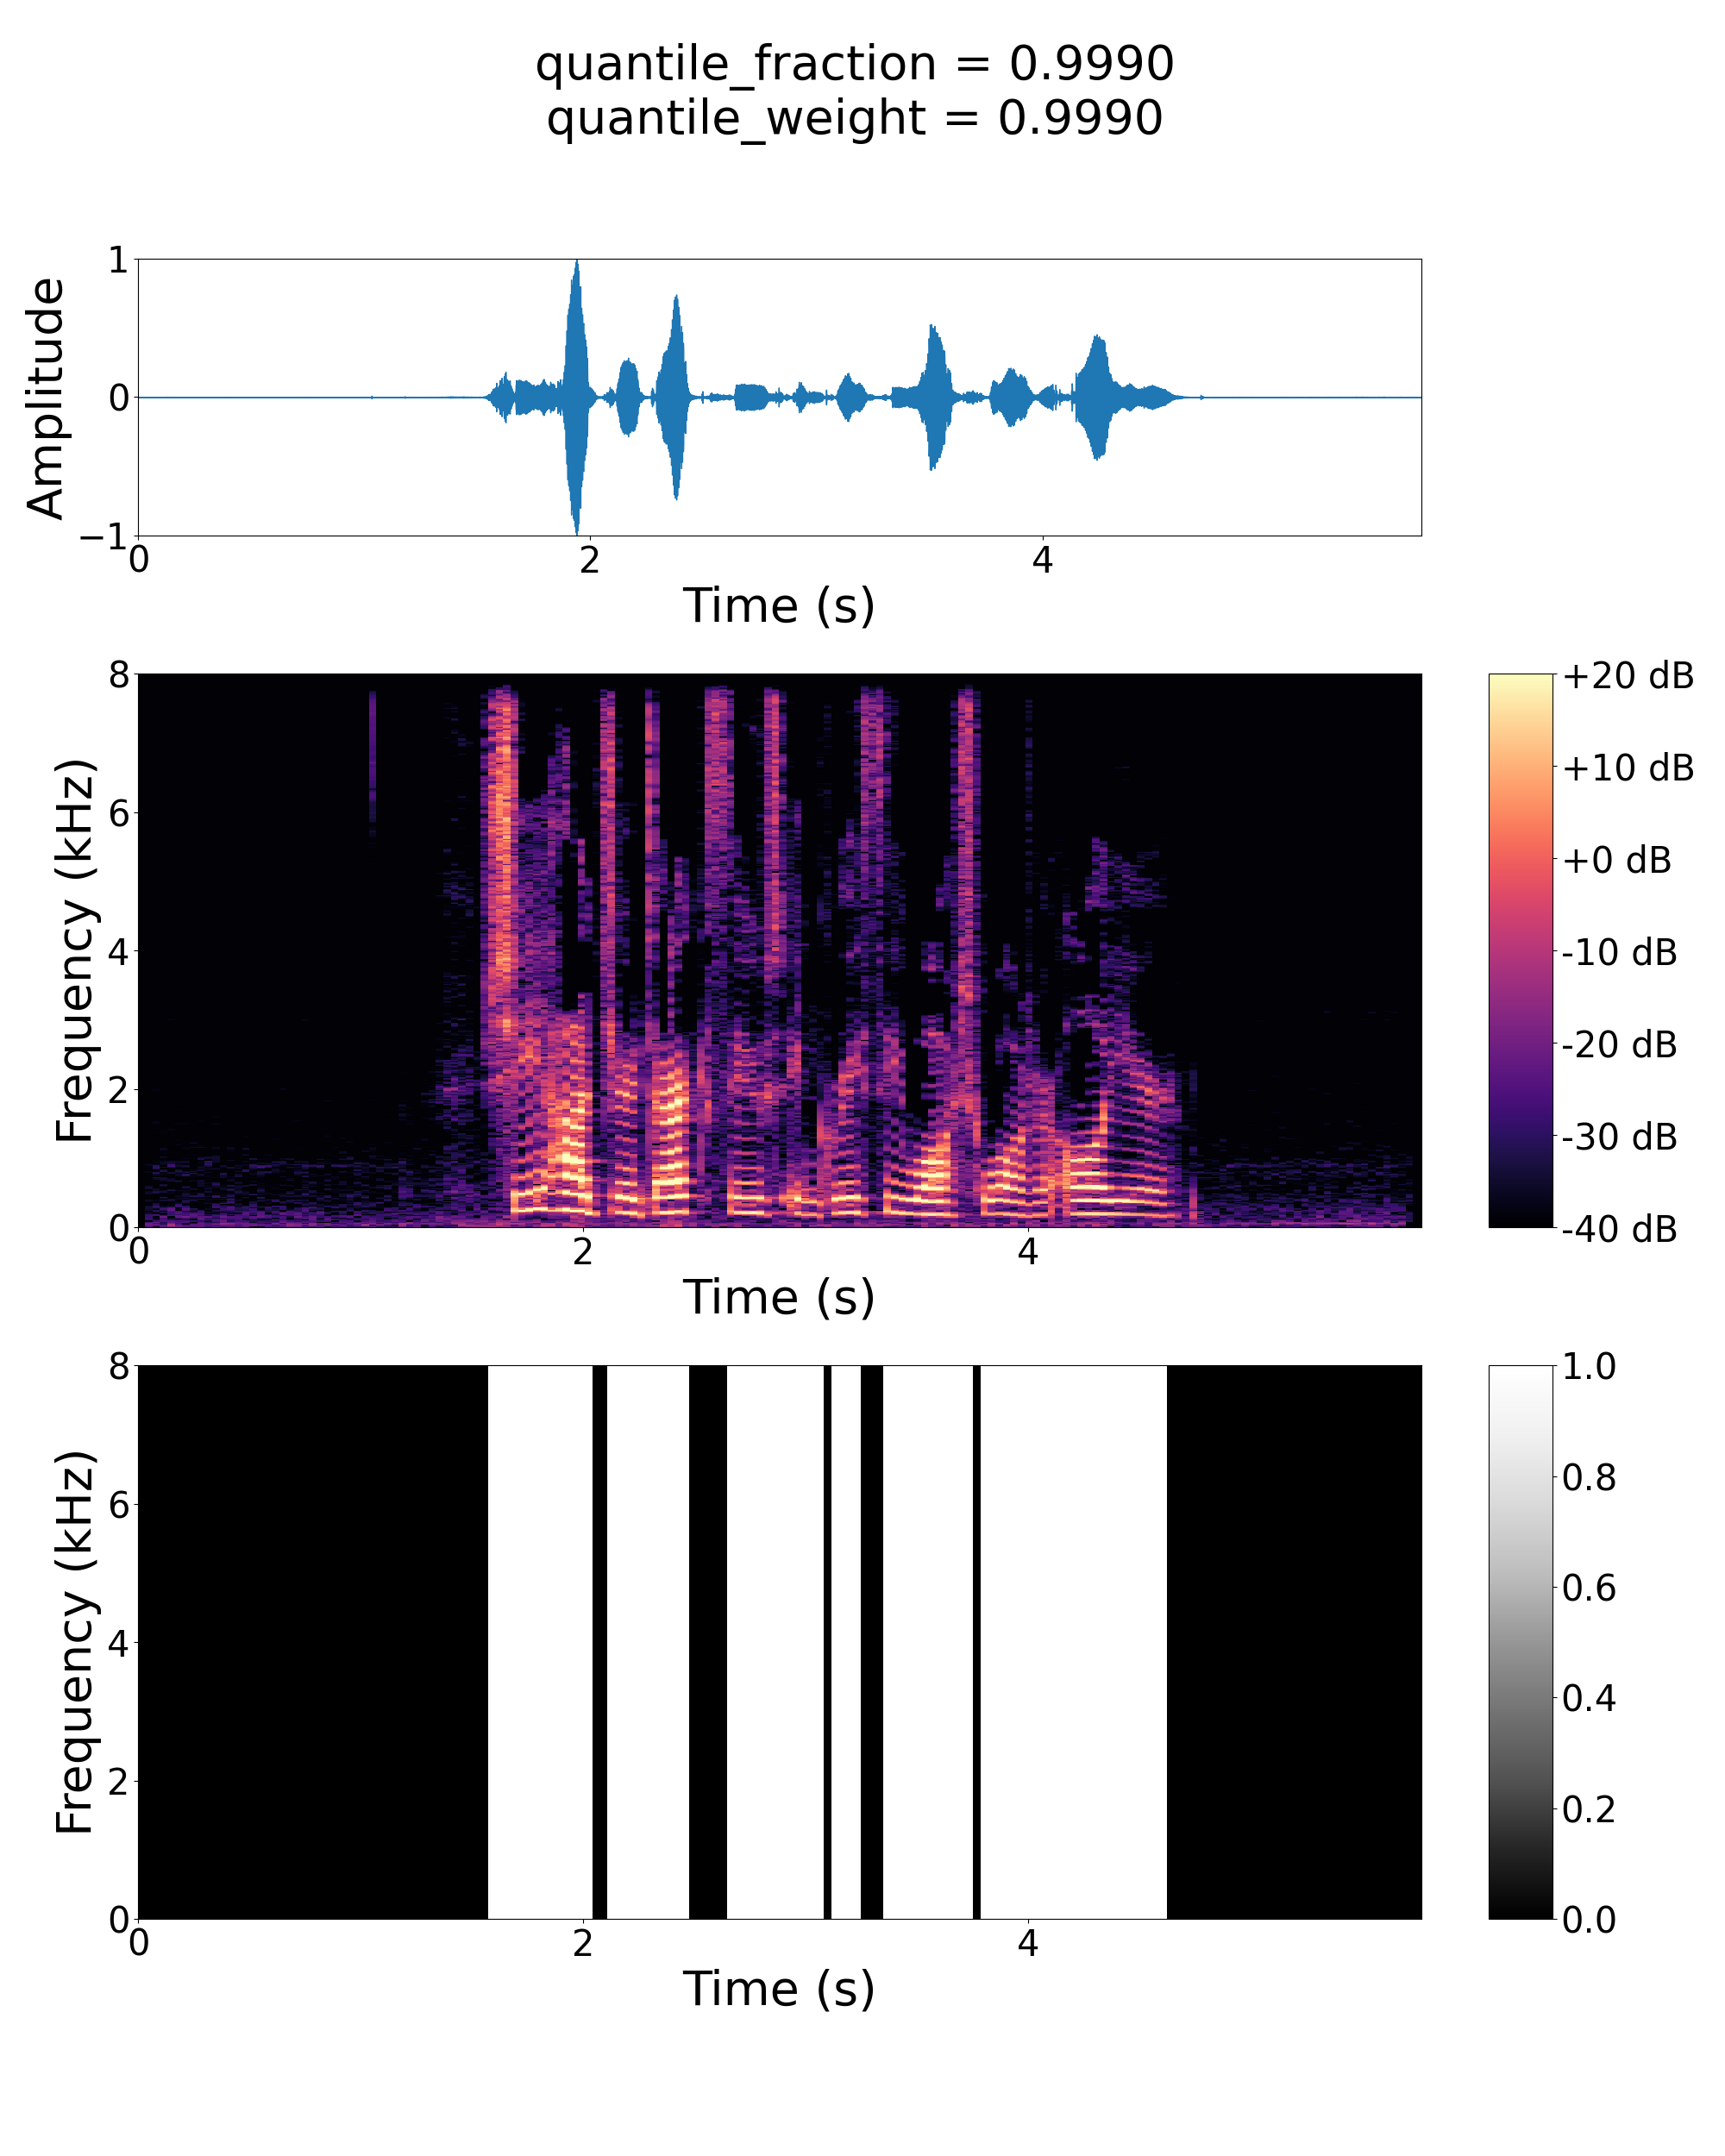 quantile_fraction = 0.9990
quantile_weight = 0.9990
1
0
−1
Amplitude
0 2 4
Time (s)
8
6
4
2
0
Frequency (kHz)
0 2 4
Time (s)
+20 dB
+10 dB
+0 dB
-10 dB
-20 dB
-30 dB
-40 dB
8
6
4
2
0
Frequency (kHz)
0 2 4
Time (s)
1.0
0.8
0.6
0.4
0.2
0.0